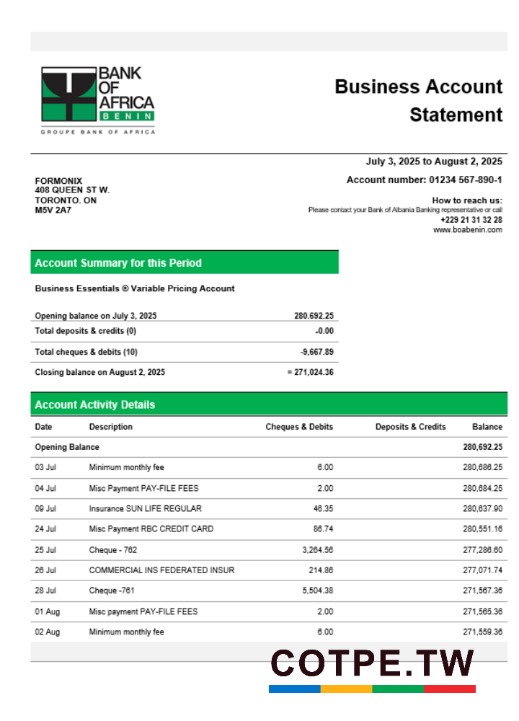 BANK
OF
AFRICA
BENIN
GROUPE BANK OF AFRICA
Business Account
Statement
July 3, 2025 to August 2, 2025
FORMONIX
408 QUEEN ST W.
TORONTO. ON
M5V 2A7
Account number: 01234 567-890-1
How to reach us:
Please contact your Bank of Albania Banking representative or call
+229 21 31 32 28
www.boabenin.com
Account Summary for this Period
Business Essentials ® Variable Pricing Account
Opening balance on July 3, 2025 280.692.25
Total deposits & credits (0) -0.00
Total cheques & debits (10) -9,667.89
Closing balance on August 2, 2025 = 271,024.36
Account Activity Details
Date Description Cheques & Debits Deposits & Credits Balance
Opening Balance 280,692.25
03 Jul Minimum monthly fee 6.00 280,686.25
04 Jul Misc Payment PAY-FILE FEES 2.00 280,684.25
09 Jul Insurance SUN LIFE REGULAR 46.35 280,637.90
24 Jul Misc Payment RBC CREDIT CARD 86.74 280,551.16
25 Jul Cheque - 762 3,264.56 277,286.60
26 Jul COMMERCIAL INS FEDERATED INSUR 214.86 277,071.74
28 Jul Cheque -761 5,504.38 271,567.36
01 Aug Misc payment PAY-FILE FEES 2.00 271,565.36
02 Aug Minimum monthly fee 6.00 271,559.36
COTPE.TW